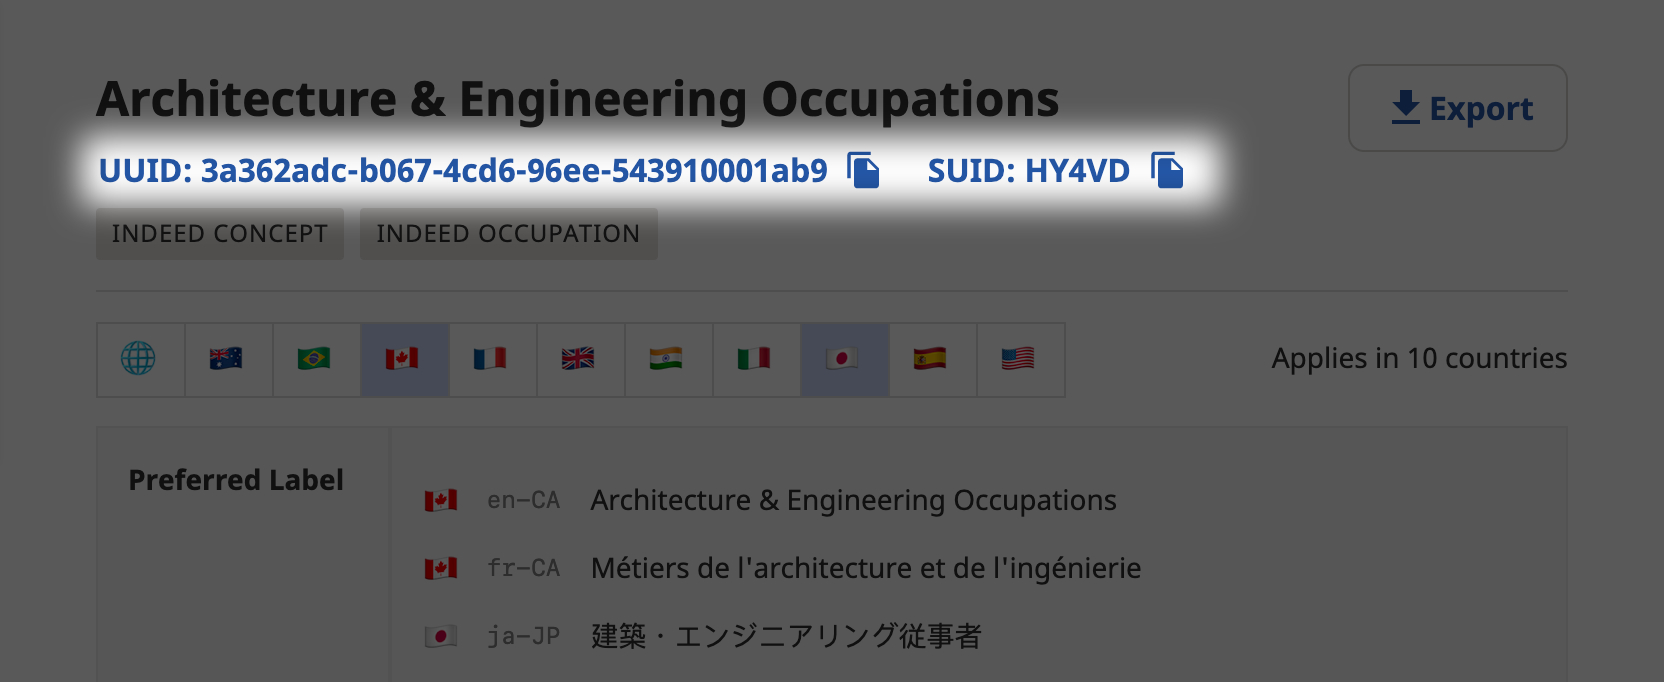 Architecture & Engineering Occupations
Export
UUID: 3a362adc-b067-4cd6-96ee-543910001ab9 SUID: HY4VD
INDEED CONCEPT INDEED OCCUPATION
Applies in 10 countries
Preferred Label
en-CA Architecture & Engineering Occupations
fr-CA Métiers de l'architecture et de l'ingénierie
ja-JP 建築・エンジニアリング従事者